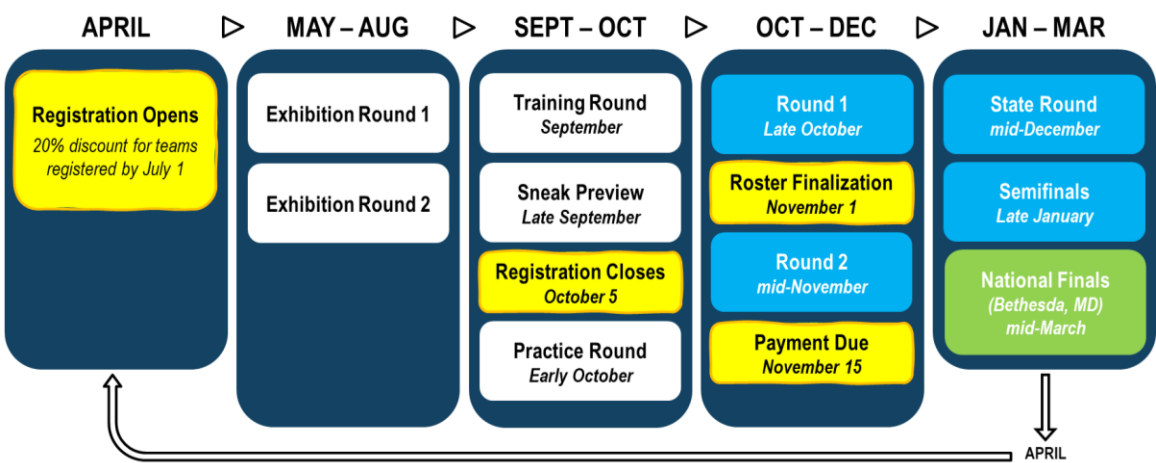 APRIL
MAY – AUG
SEPT – OCT
OCT – DEC
JAN – MAR
Registration Opens
20% discount for teams
registered by July 1
Exhibition Round 1
Exhibition Round 2
Training Round
September
Sneak Preview
Late September
Registration Closes
October 5
Practice Round
Early October
Round 1
Late October
Roster Finalization
November 1
Round 2
mid-November
Payment Due
November 15
State Round
mid-December
Semifinals
Late January
National Finals
(Bethesda, MD)
mid-March
APRIL